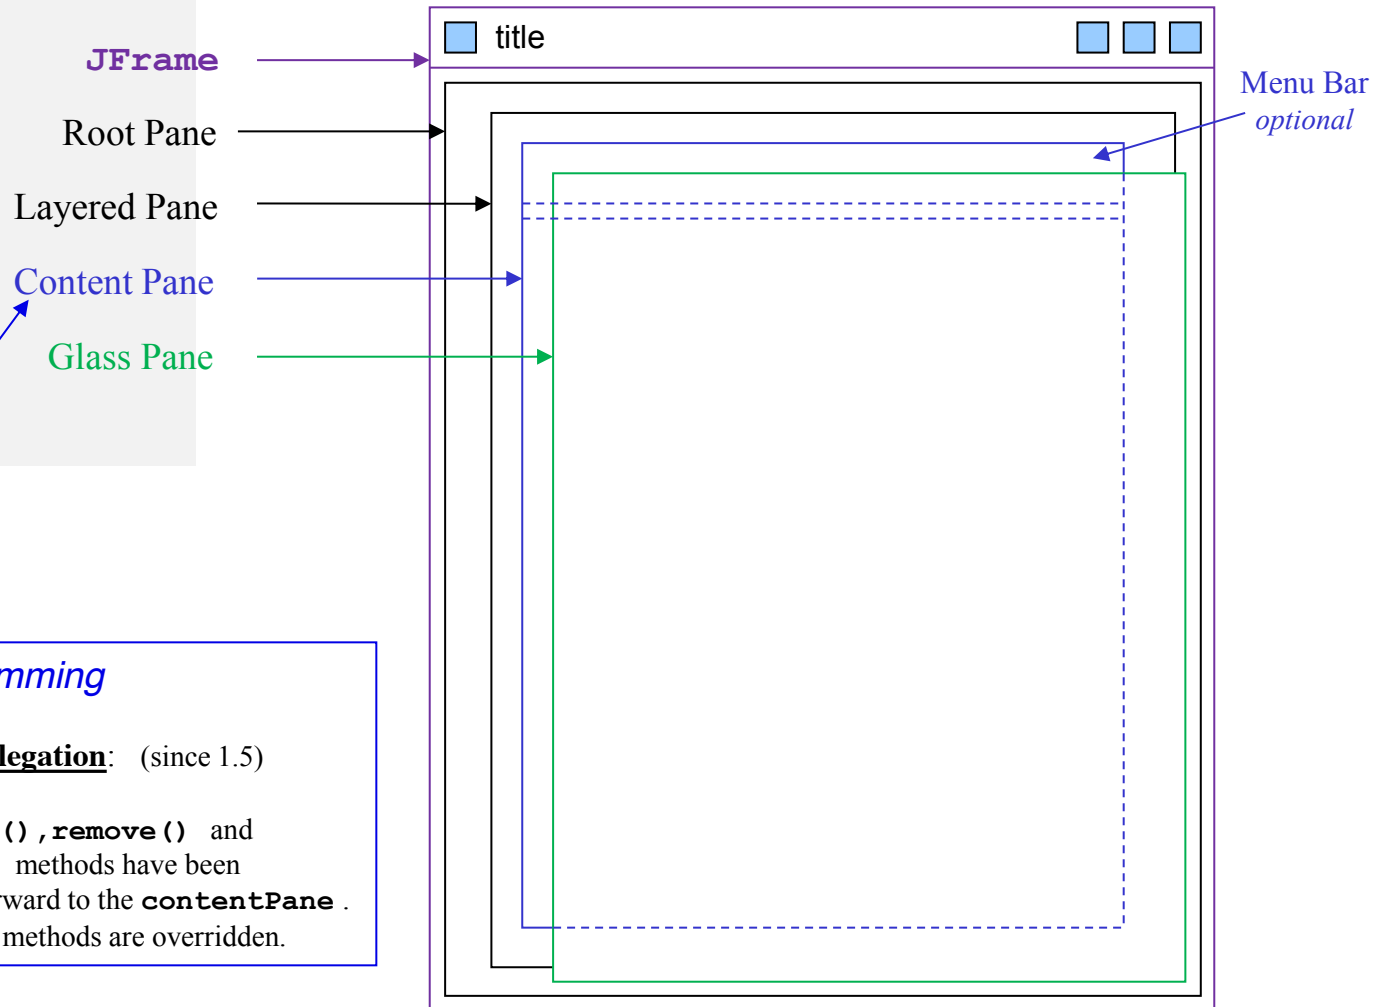 title
JFrame
Root Pane
Layered Pane
Content Pane
Glass Pane
Menu Bar
optional
mming
legation: (since 1.5)
(),remove() and
methods have been
rward to the contentPane .
methods are overridden.